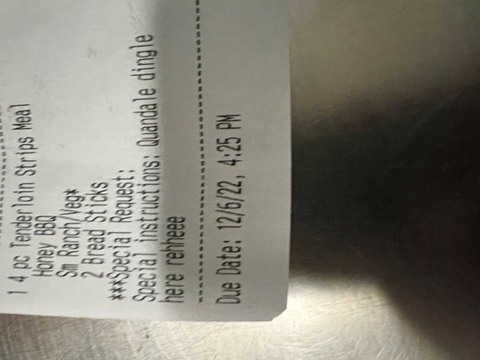 1 4 pc Tenderloin Strips Meal
Honey BBQ
Sm Ranch/Veg*
2 Bread Sticks
***Special Request:
Special instructions: Quandale dingle
here rehheee
Due Date: 12/6/22, 4:25 PM